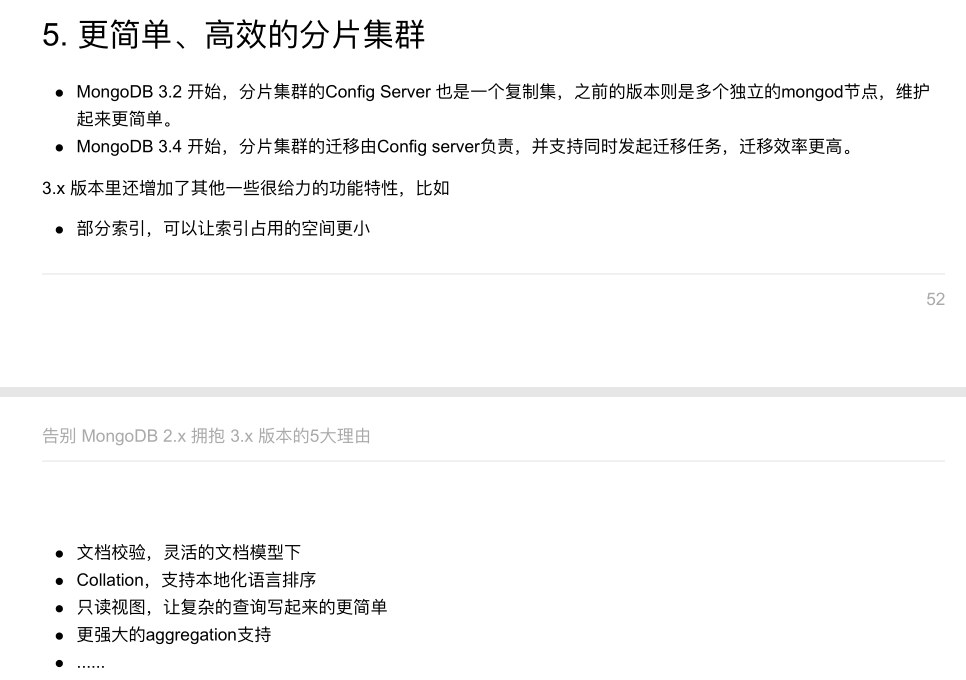 5. 更简单、高效的分片集群
● MongoDB 3.2 开始，分片集群的Config Server 也是一个复制集，之前的版本则是多个独立的mongod节点，维护
起来更简单。
● MongoDB 3.4 开始，分片集群的迁移由Config server负责，并支持同时发起迁移任务，迁移效率更高。
3.x 版本里还增加了其他一些很给力的功能特性，比如
● 部分索引，可以让索引占用的空间更小
52
告别 MongoDB 2.x 拥抱 3.x 版本的5大理由
● 文档校验，灵活的文档模型下
● Collation，支持本地化语言排序
● 只读视图，让复杂的查询写起来的更简单
● 更强大的aggregation支持
● ......